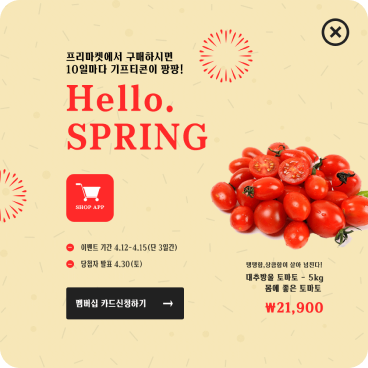 프리마켓에서 구매하시면
10일마다 기프티콘이 팡팡!
Hello.
SPRING
SHOP APP
이벤트 기간 4.12-4.15(단 3일간)
당첨자 발표 4.30(토)
멤버십 카드신청하기
탱탱함,상큼함이 살아 넘친다!
대추방울 토마토 - 5kg
몸에 좋은 토마토
₩21,900